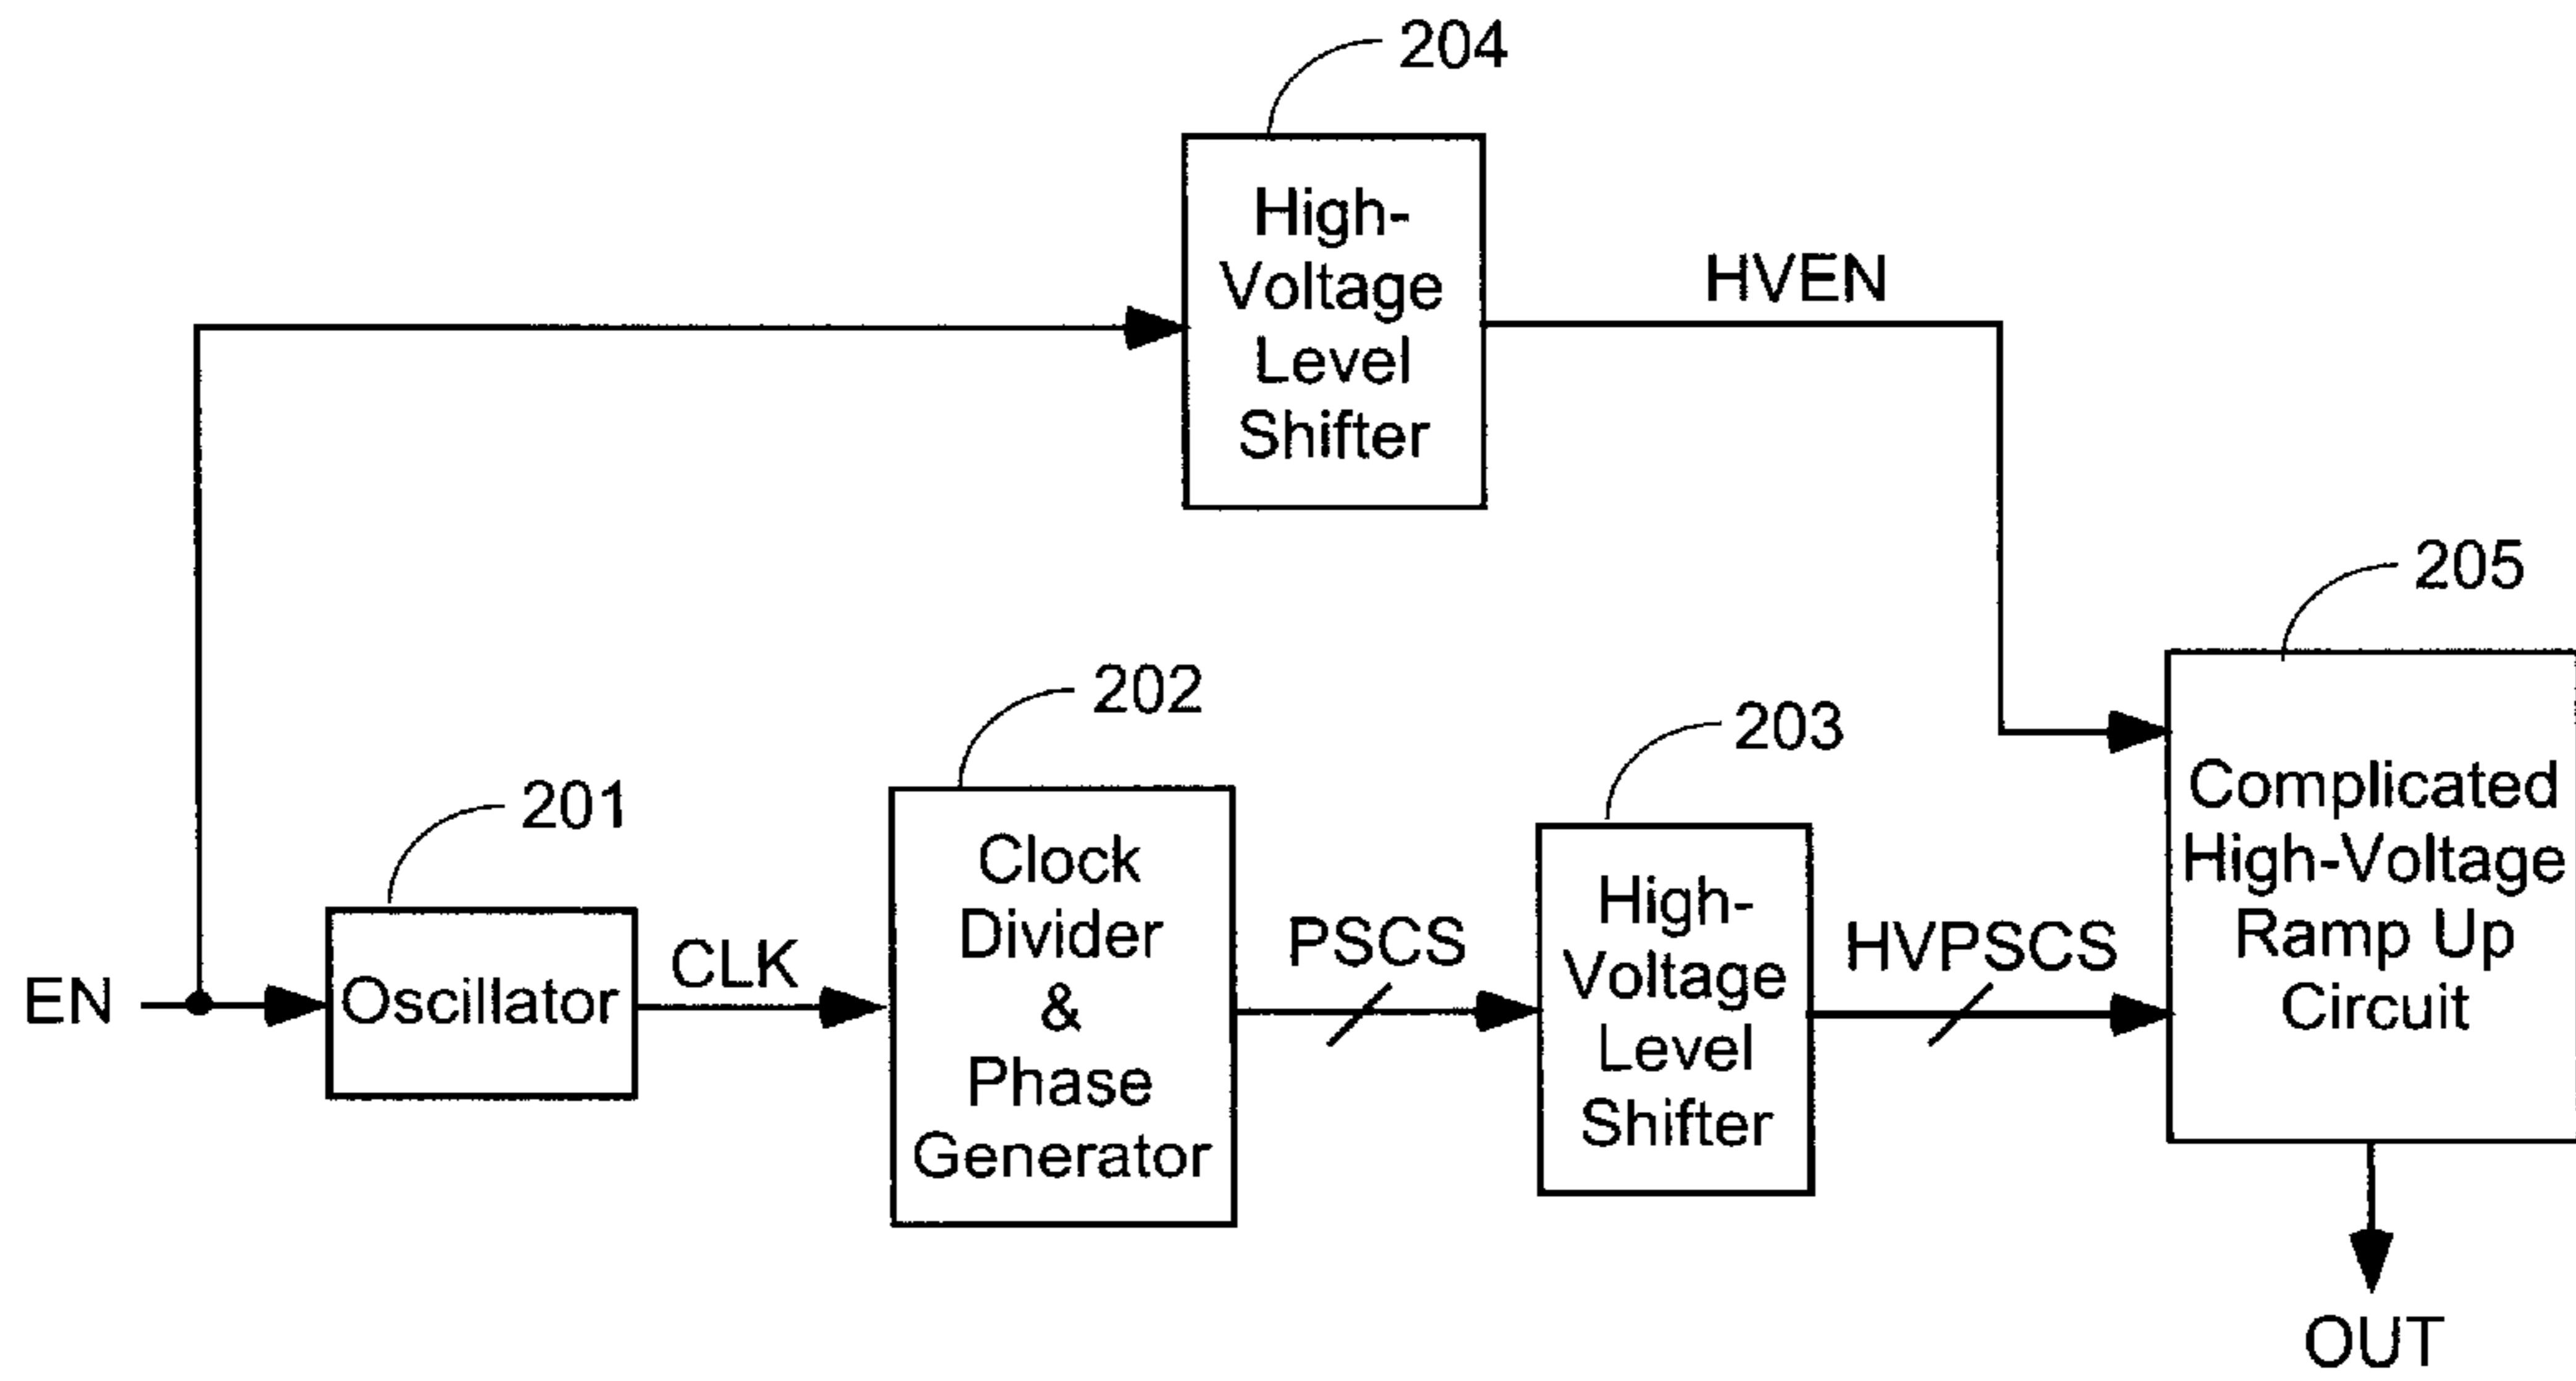 204
High-
Voltage
Level
Shifter
HVEN
205
202
203
201
Complicated
High-Voltage
Ramp Up
Circuit
Clock
Divider
&
Phase
Generator
High-
Voltage
Level
Shifter
EN
Oscillator
CLK
PSCS
HVPSCS
OUT